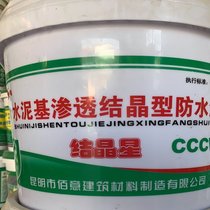 执行标准:
水泥基渗透结晶型防水
SHUINIJISHENTOUJIEJINGXINGFANGSHUI
结晶星
CCC
昆明市佰意建筑材料制造有限公司